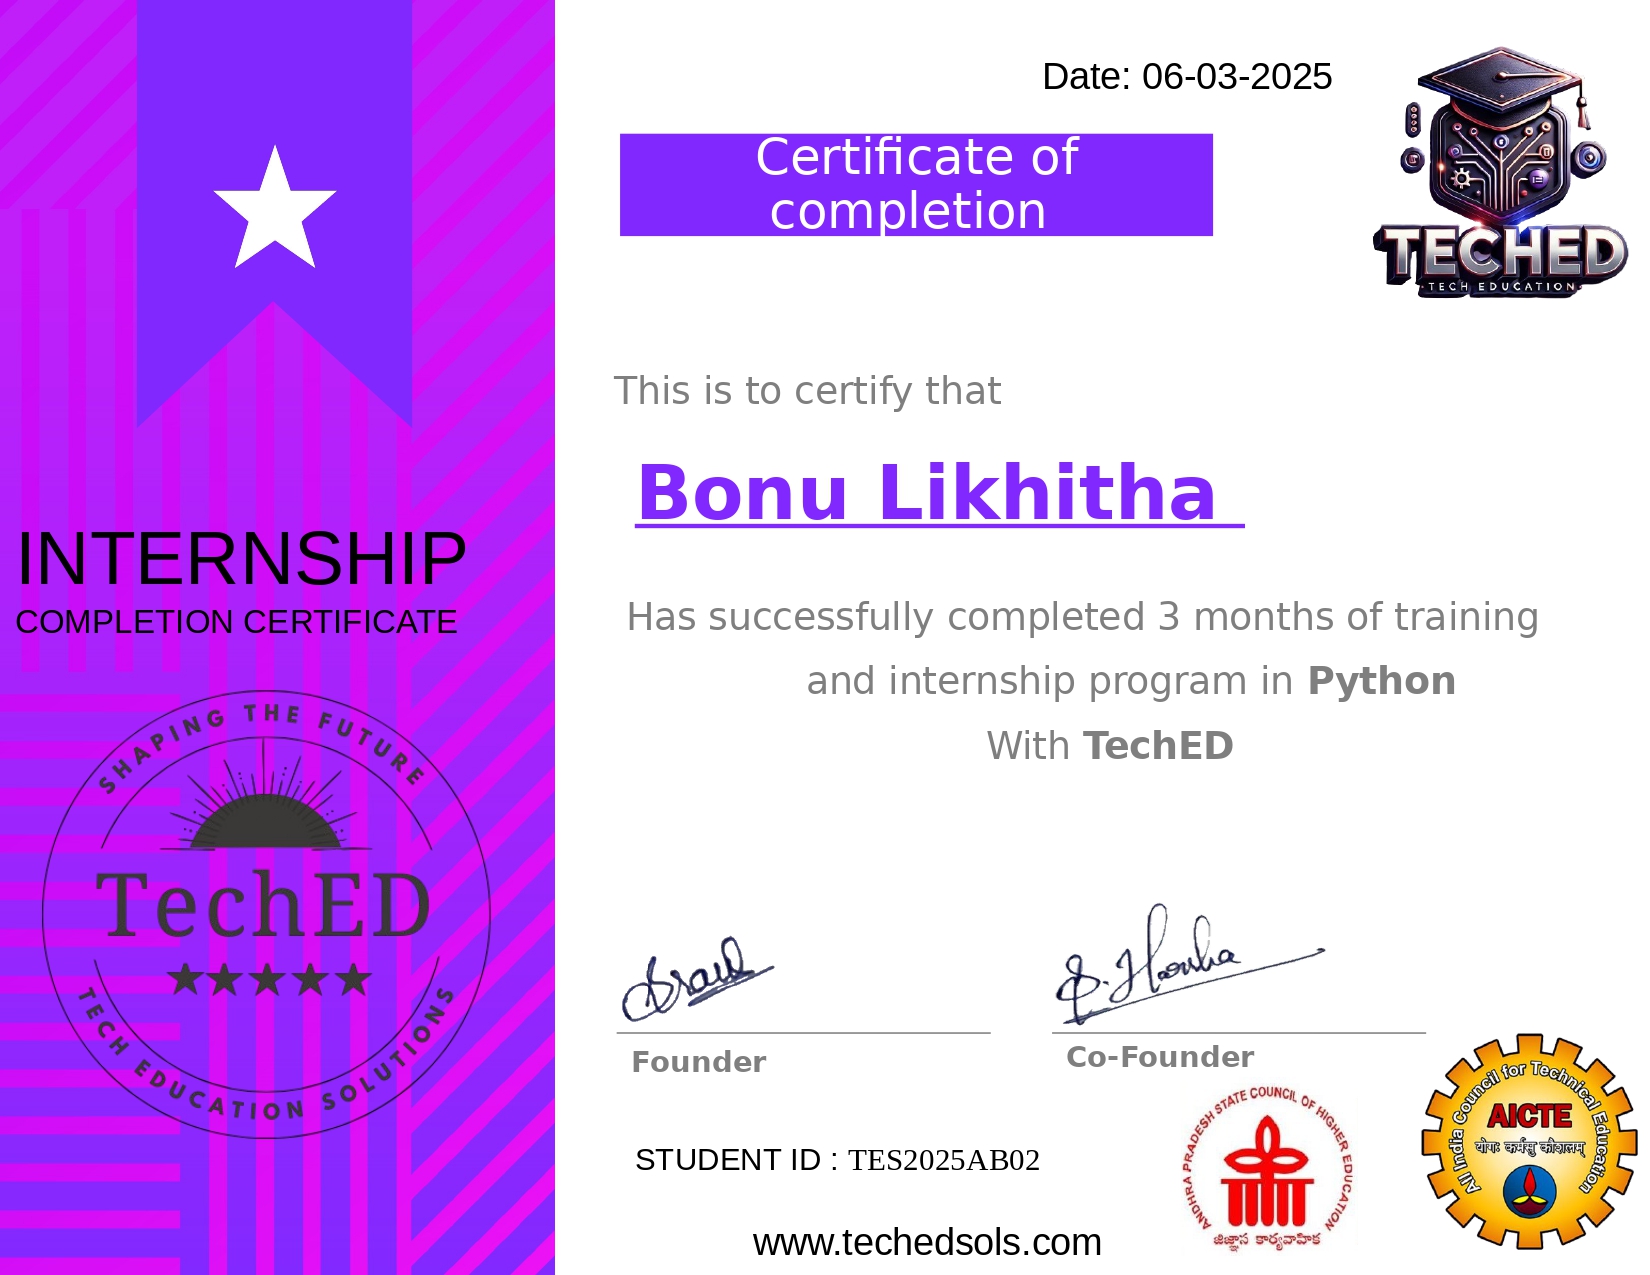 Date: 06-03-2025
Certificate of
completion
TECHED
TECH EDUCATION
This is to certify that
Bonu Likhitha
INTERNSHIP
COMPLETION CERTIFICATE
Has successfully completed 3 months of training
and internship program in Python
With TechED
SHAPING THE FUTURE
TechED
TECH EDUCATION SOLUTIONS
Founder
Co-Founder
STUDENT ID : TES2025AB02
www.techedsols.com
ANDHRA PRADESH STATE COUNCIL OF HIGHER EDUCATION
జిజ్ఞాస కార్యవాహిక
All India Council for Technical Education
AICTE
योगः कर्मसु कौशलम्